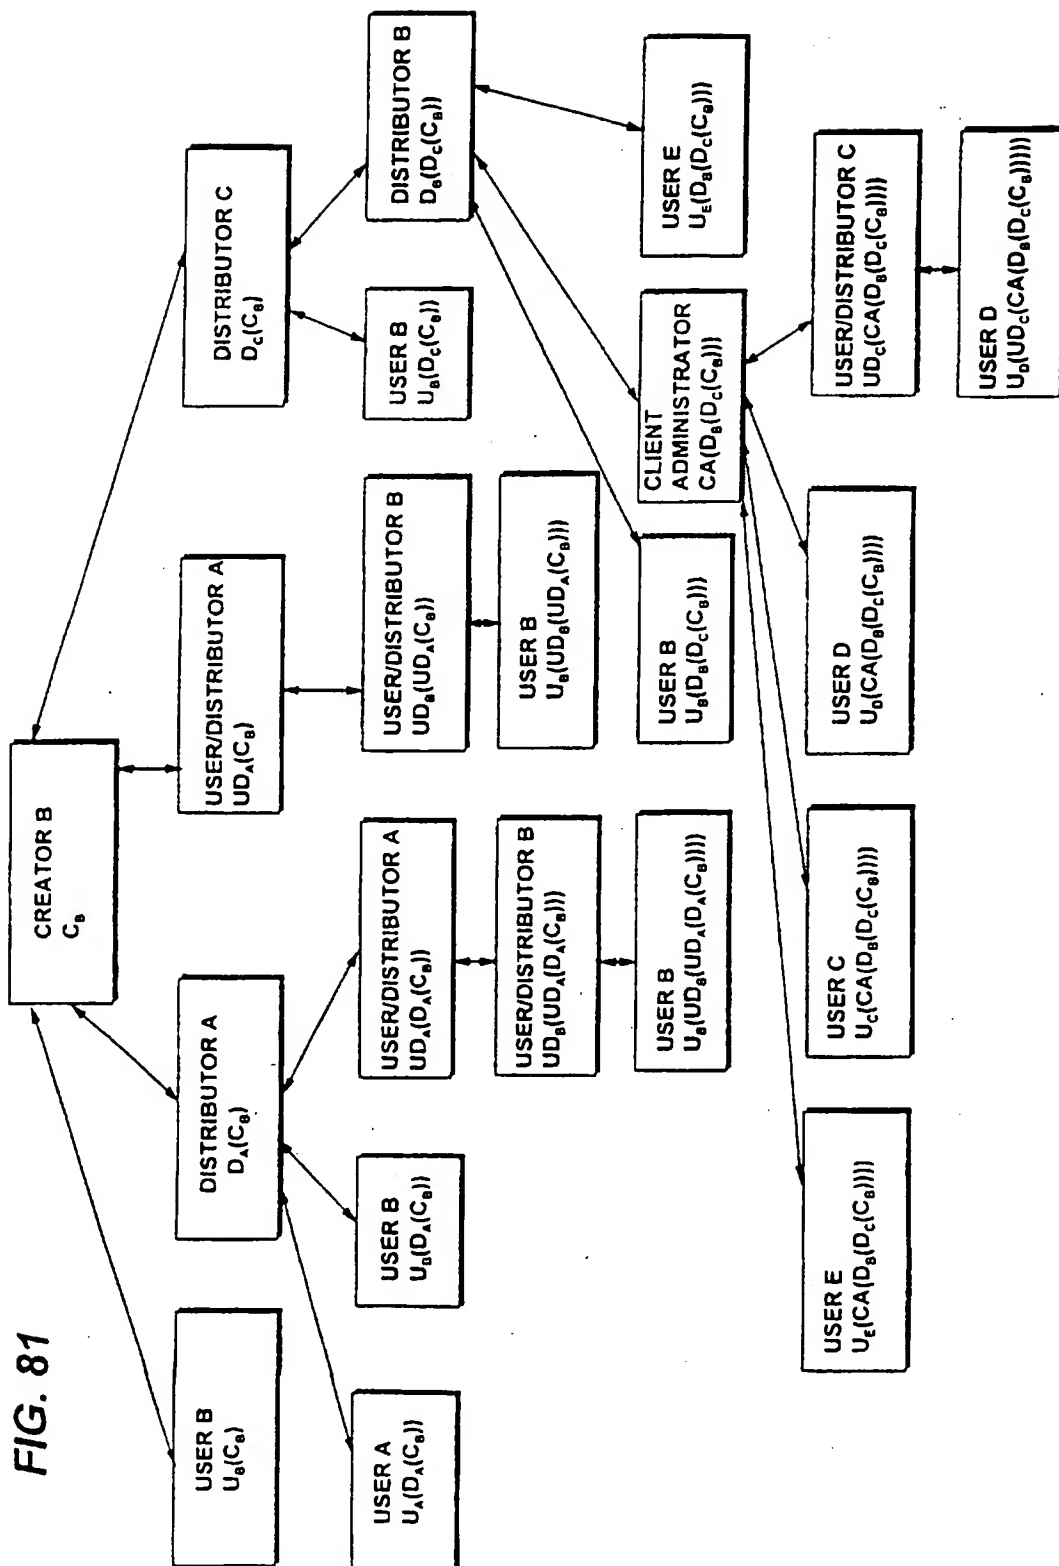 FIG. 81
CREATOR B
C_B
USER B
U_B(C_B)
DISTRIBUTOR A
D_A(C_B)
USER/DISTRIBUTOR A
UD_A(C_B)
DISTRIBUTOR C
D_C(C_B)
USER A
U_A(D_A(C_B))
USER B
U_B(D_A(C_B))
USER/DISTRIBUTOR A
UD_A(D_A(C_B))
USER/DISTRIBUTOR B
UD_B(UD_A(C_B))
USER B
U_B(D_C(C_B))
DISTRIBUTOR B
D_B(D_C(C_B))
USER/DISTRIBUTOR B
UD_B(UD_A(D_A(C_B)))
USER B
U_B(UD_B(UD_A(C_B)))
USER B
U_B(UD_B(UD_A(D_A(C_B))))
USER B
U_B(D_B(D_C(C_B)))
CLIENT
ADMINISTRATOR
CA(D_B(D_C(C_B)))
USER E
U_E(D_B(D_C(C_B)))
USER E
U_E(CA(D_B(D_C(C_B))))
USER C
U_C(CA(D_B(D_C(C_B))))
USER D
U_D(CA(D_B(D_C(C_B))))
USER/DISTRIBUTOR C
UD_C(CA(D_B(D_C(C_B))))
USER D
U_D(UD_C(CA(D_B(D_C(C_B)))))